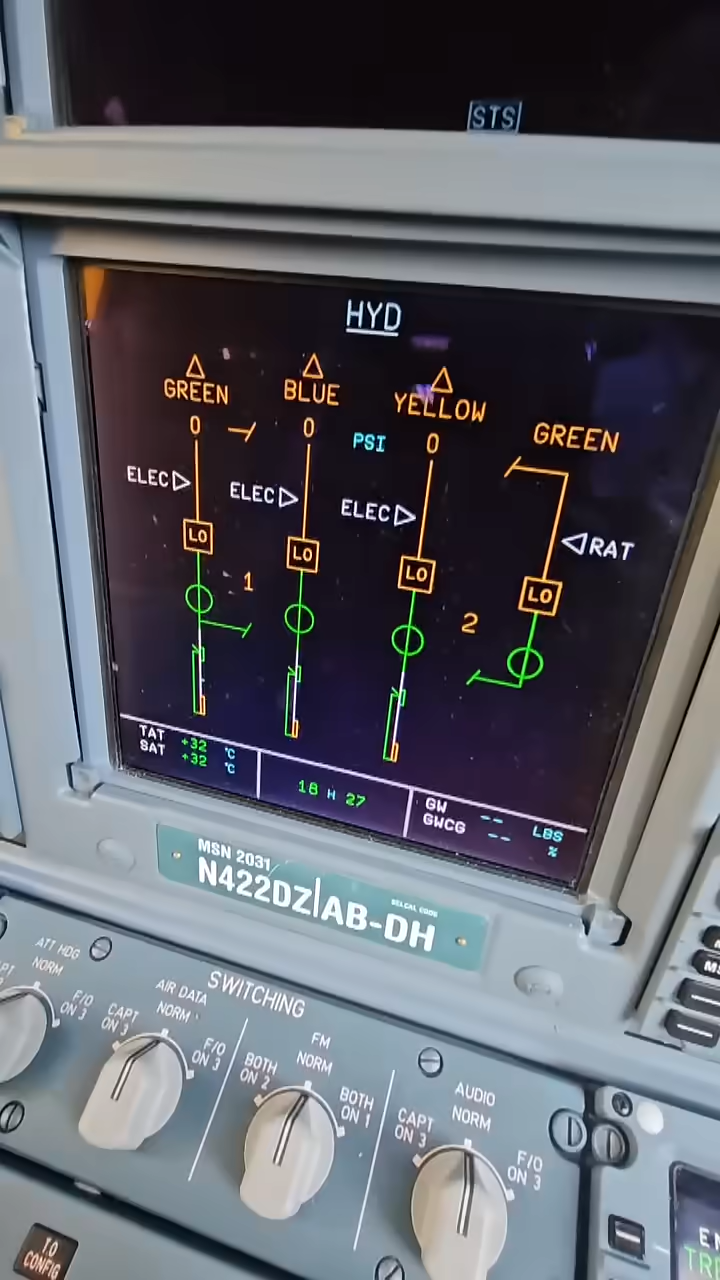 STS
HYD
GREEN BLUE YELLOW GREEN
0 0 PSI 0
ELEC ELEC ELEC RAT
LO LO LO LO
1 2
TAT +32 °C
SAT +32 °C
18 H 27
GW -- LBS
GWCG -- %
MSN 2031
N422DZ AB-DH
SELCAL CODE
SWITCHING
ATT HDG
NORM
F/O
ON 3
AIR DATA
CAPT
ON 3
NORM
F/O
ON 3
FM
BOTH
ON 2
NORM
BOTH
ON 1
AUDIO
CAPT
ON 3
NORM
F/O
ON 3
TO
CONFIG